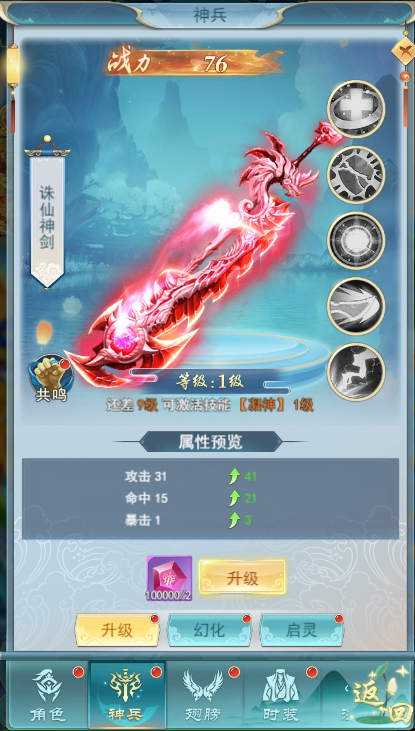 神兵
战力 76
诛仙神剑
等级:1级
共鸣
还差 9级 可激活技能 【凝神】 1级
属性预览
攻击 31 41
命中 15 21
暴击 1 3
100000/2
升级
升级 幻化 启灵
角色 神兵 翅膀 时装
返回